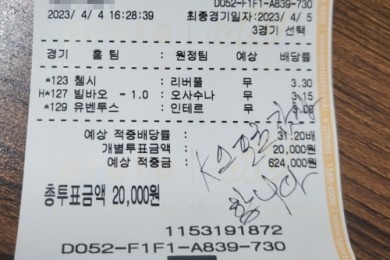 D052-F1F1-A839-730
2023/ 4/ 4 16:28:39 최종경기일자:2023/ 4/ 5
3경기 선택
경기 홈 팀 : 원정팀 예상 배당률
*123 첼시 : 리버풀 무 3.30
H*127 빌바오 - 1.0 : 오사수나 무 3.15
*129 유벤투스 : 인테르 무
예상 적중배당률 : 31.20배
개별투표금액 : 20,000원
예상 적중금 : 624,000원
총투표금액 20,000원
1153191872
D052-F1F1-A839-730